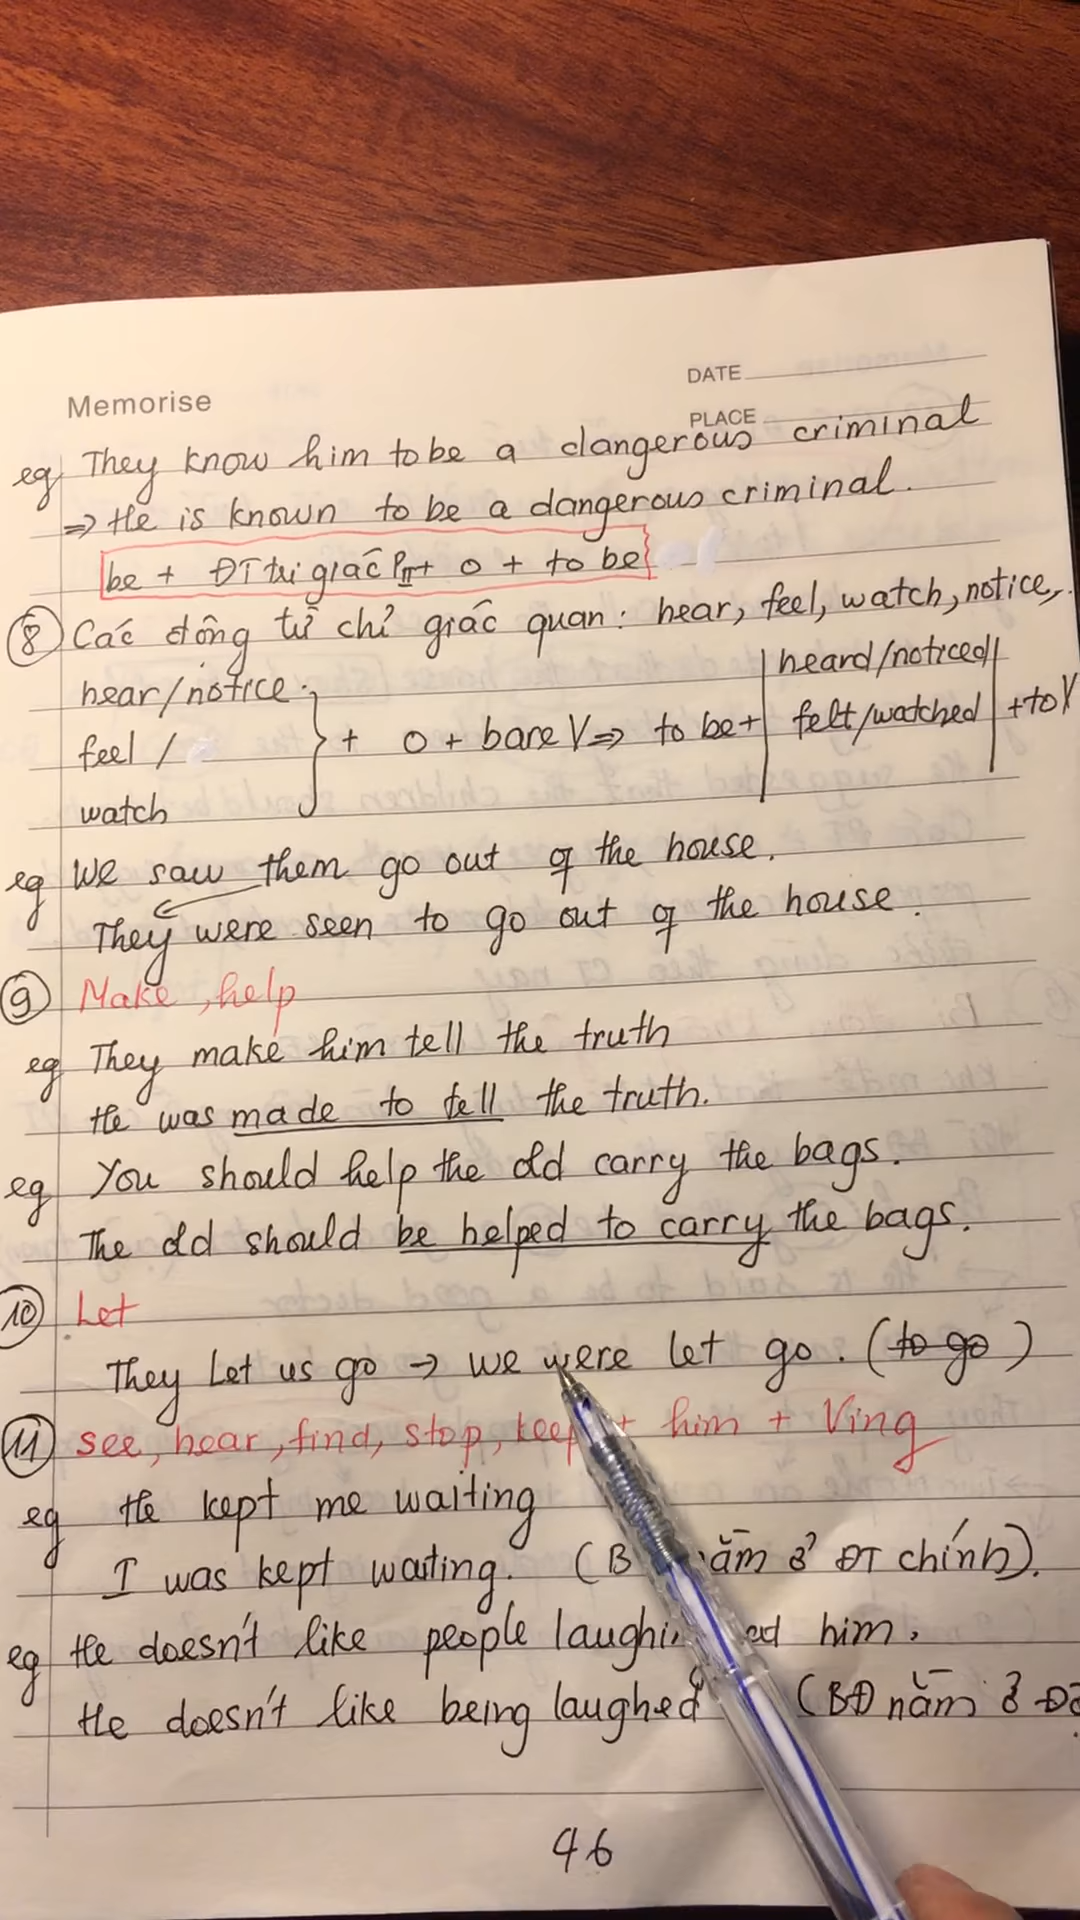 Memorise
DATE
PLACE
eg They know him to be a dangerous criminal
⇒ He is known to be a dangerous criminal.
be + ĐT tri giác PII + O + to be
⑧ Các động từ chỉ giác quan: hear, feel, watch, notice,
hear/notice heard/noticed
feel / + O + bare V ⇒ to be + felt/watched + to V
watch
eg We saw them go out of the house.
They were seen to go out of the house.
⑨ Make, help
eg They make him tell the truth
He was made to tell the truth.
eg You should help the old carry the bags.
The old should be helped to carry the bags.
⑩ Let
They Let us go → we were let go. (to go)
⑪ see, hear, find, stop, keep + him + Ving
eg He kept me waiting
I was kept waiting. (B nằm ở ĐT chính).
eg He doesn't like people him.
He doesn't like being laughed (BĐ nằm ở
46